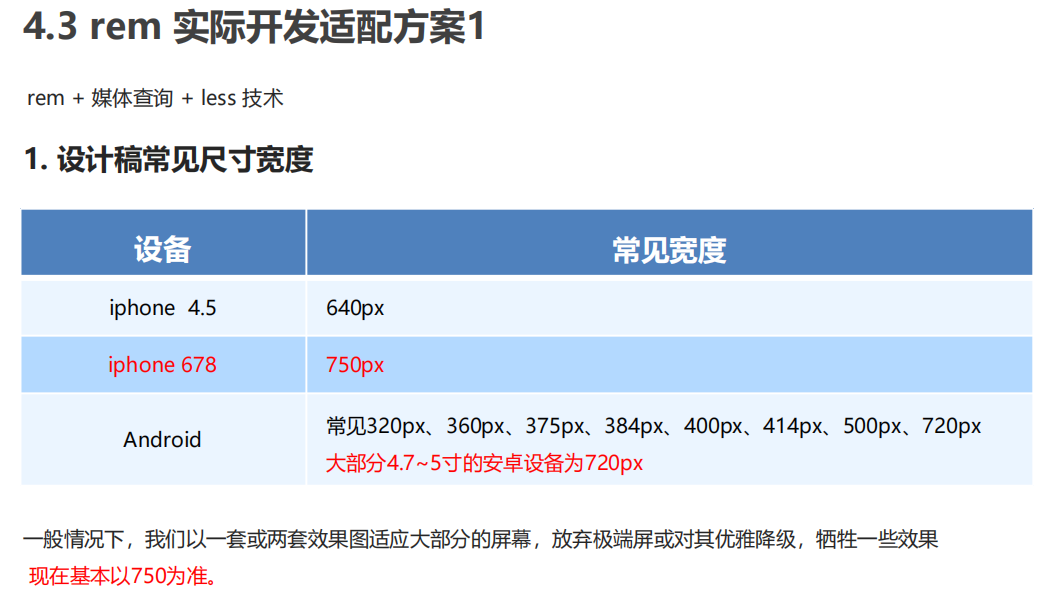 4.3 rem 实际开发适配方案1
rem + 媒体查询 + less 技术
1. 设计稿常见尺寸宽度
设备 常见宽度
iphone 4.5 640px
iphone 678 750px
Android 常见320px、360px、375px、384px、400px、414px、500px、720px
大部分4.7~5寸的安卓设备为720px
一般情况下，我们以一套或两套效果图适应大部分的屏幕，放弃极端屏或对其优雅降级，牺牲一些效果
现在基本以750为准。